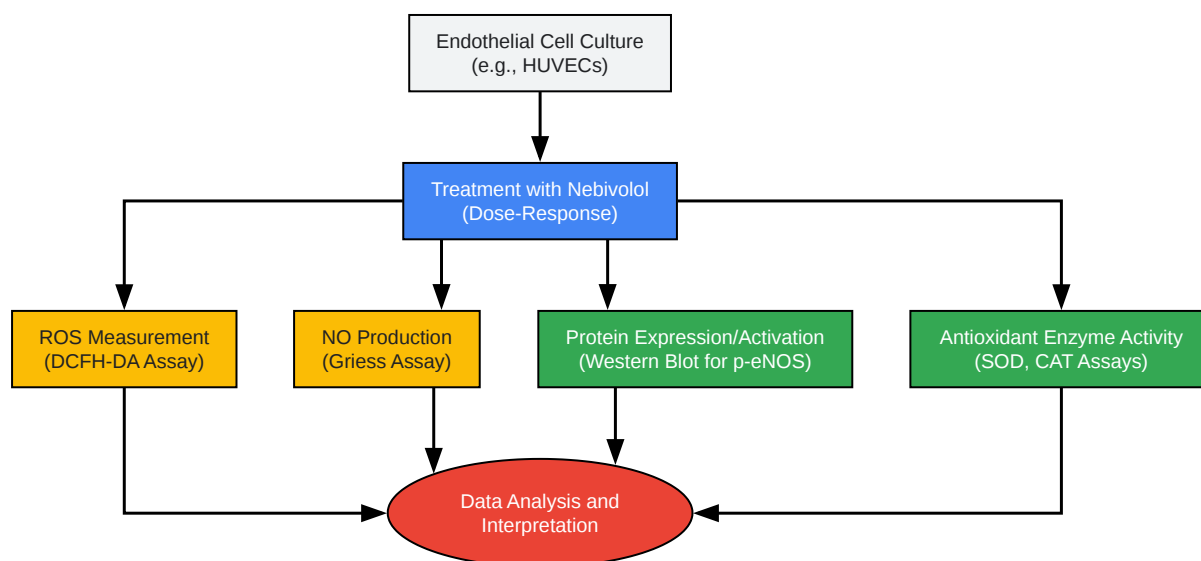 Endothelial Cell Culture
(e.g., HUVECs)
Treatment with Nebivolol
(Dose-Response)
ROS Measurement
(DCFH-DA Assay)
NO Production
(Griess Assay)
Protein Expression/Activation
(Western Blot for p-eNOS)
Antioxidant Enzyme Activity
(SOD, CAT Assays)
Data Analysis and
Interpretation